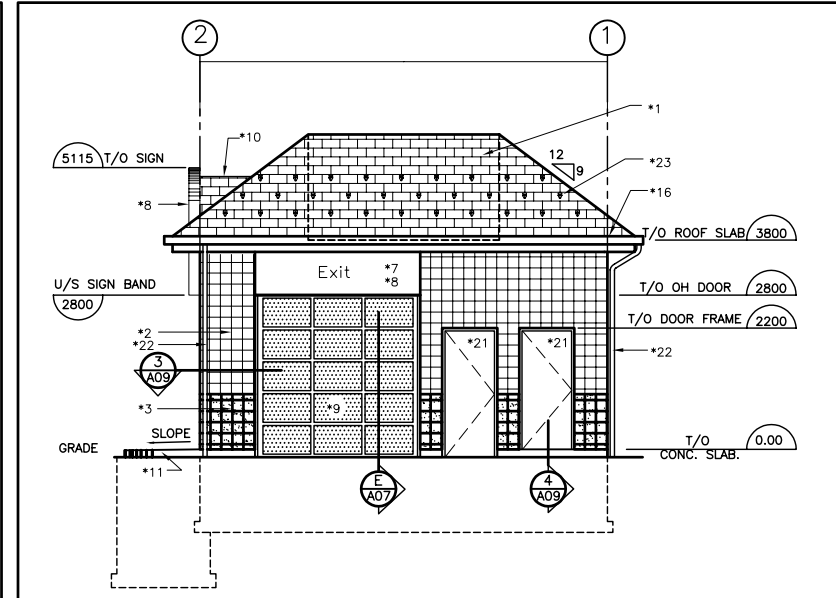 2
1
*1
*10
12
9
5115
T/O SIGN
*23
*8
*16
T/O ROOF SLAB
3800
Exit
*7
*8
U/S SIGN BAND
2800
T/O OH DOOR
2800
T/O DOOR FRAME
2200
*2
*22
*21
*21
*22
3
A09
*3
*9
SLOPE
GRADE
*11
T/O
CONC. SLAB.
0.00
E
A07
4
A09